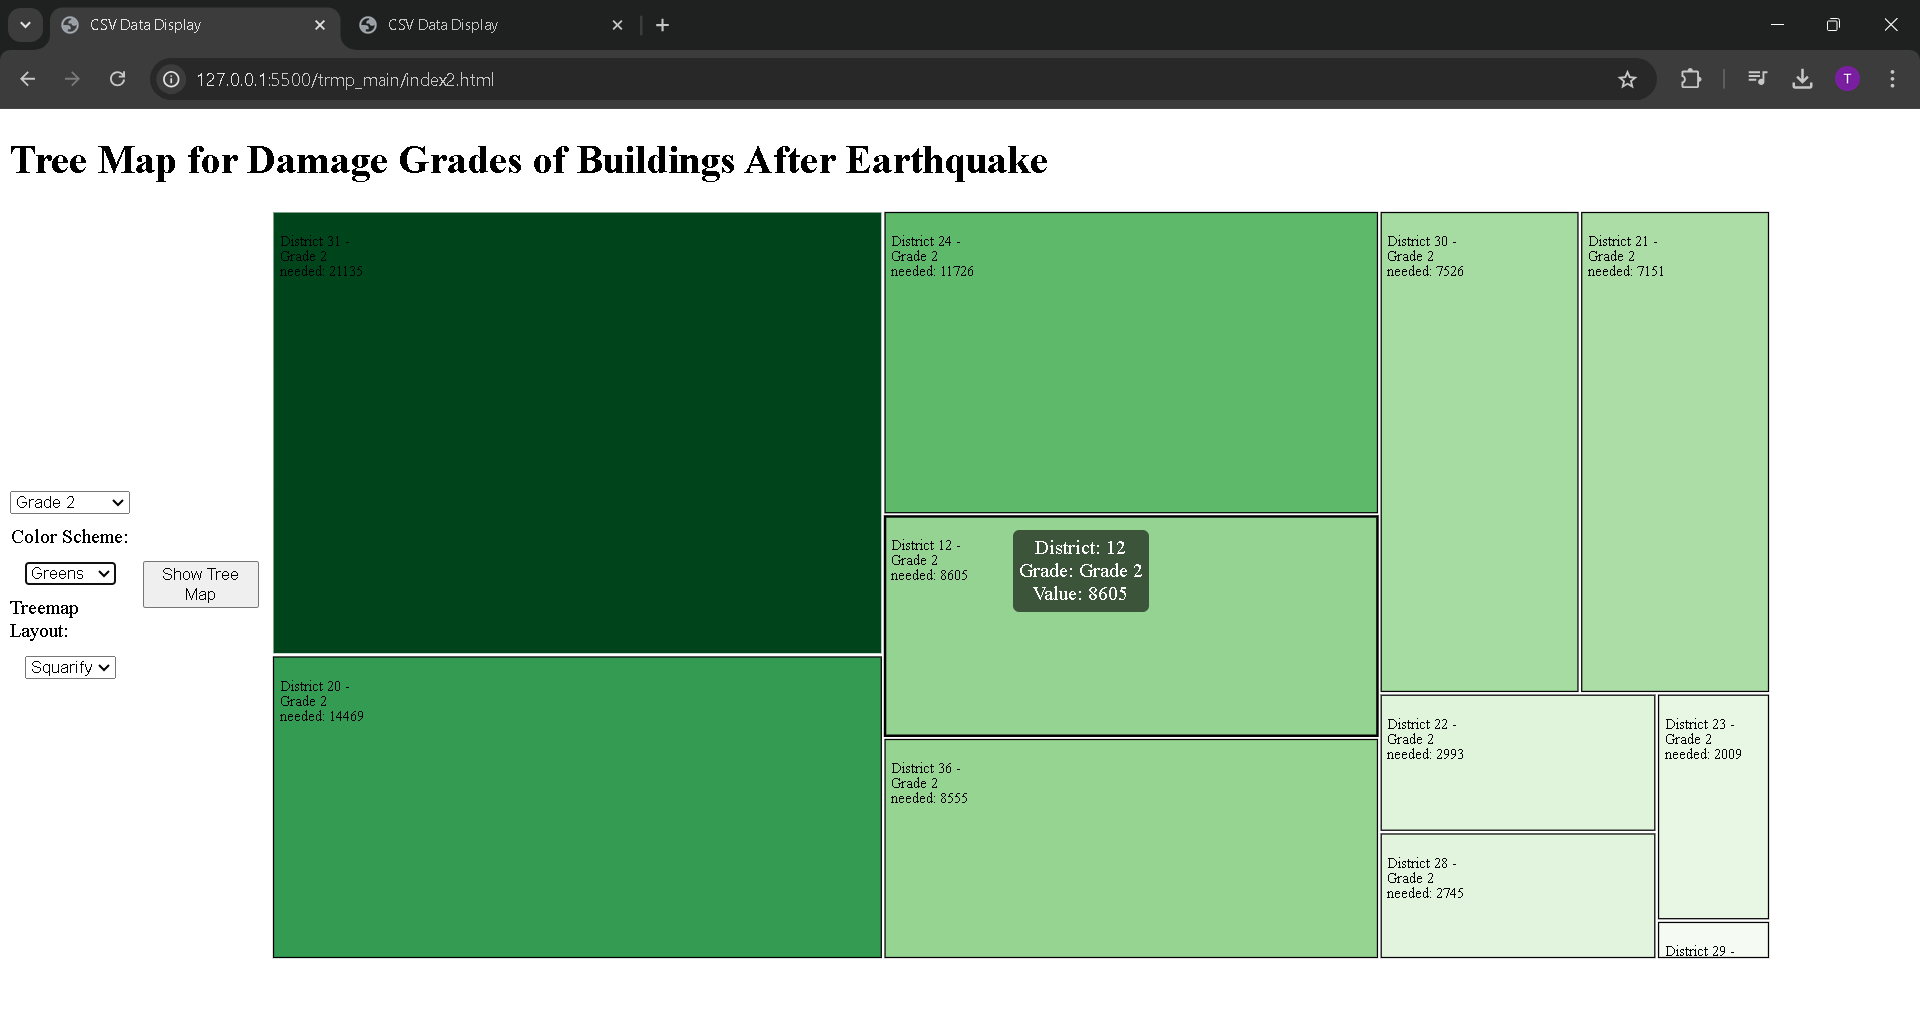 CSV Data Display
CSV Data Display
127.0.0.1:5500/trmp_main/index2.html
T
Tree Map for Damage Grades of Buildings After Earthquake
Grade 2
Color Scheme:
Greens
Treemap
Layout:
Squarify
Show Tree
Map
District 31 -
Grade 2
needed: 21135
District 20 -
Grade 2
needed: 14469
District 24 -
Grade 2
needed: 11726
District 12 -
Grade 2
needed: 8605
District: 12
Grade: Grade 2
Value: 8605
District 36 -
Grade 2
needed: 8555
District 30 -
Grade 2
needed: 7526
District 21 -
Grade 2
needed: 7151
District 22 -
Grade 2
needed: 2993
District 23 -
Grade 2
needed: 2009
District 28 -
Grade 2
needed: 2745
District 29 -